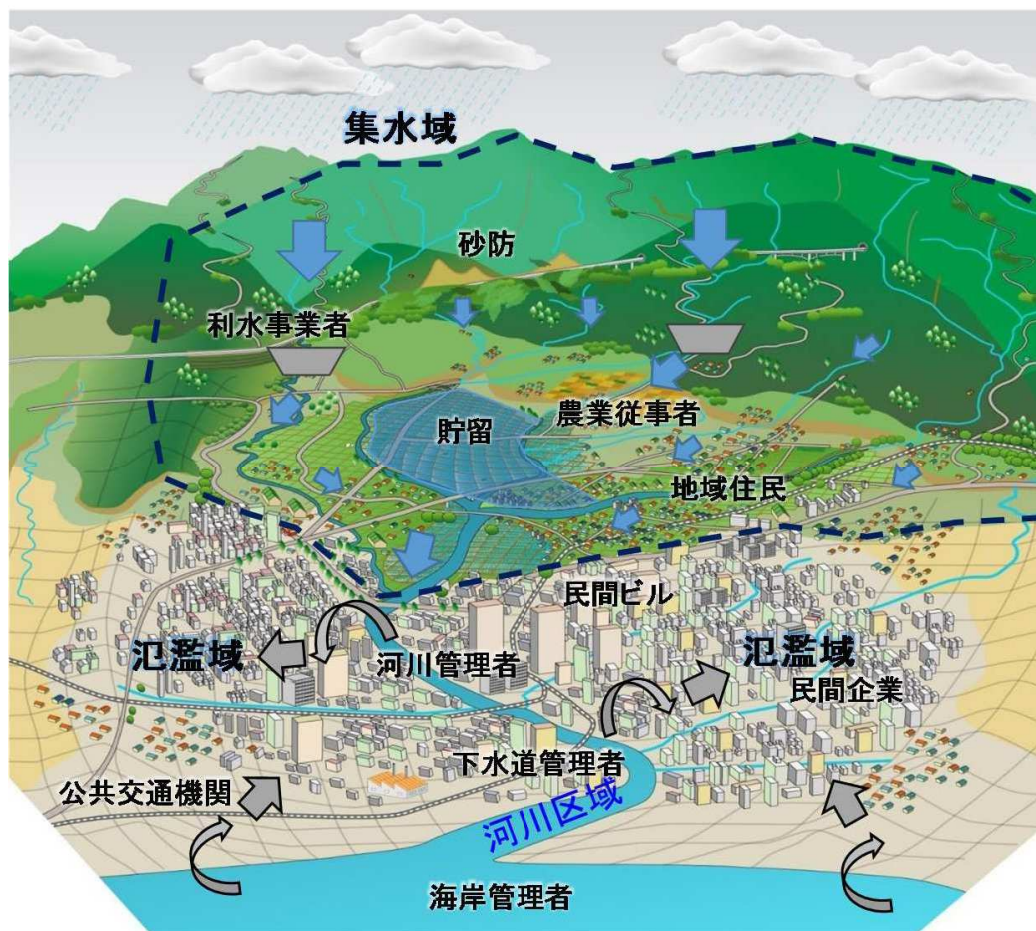 集水域
砂防
利水事業者
貯留
農業従事者
地域住民
民間ビル
氾濫域
河川管理者
氾濫域
民間企業
下水道管理者
公共交通機関
河川区域
海岸管理者